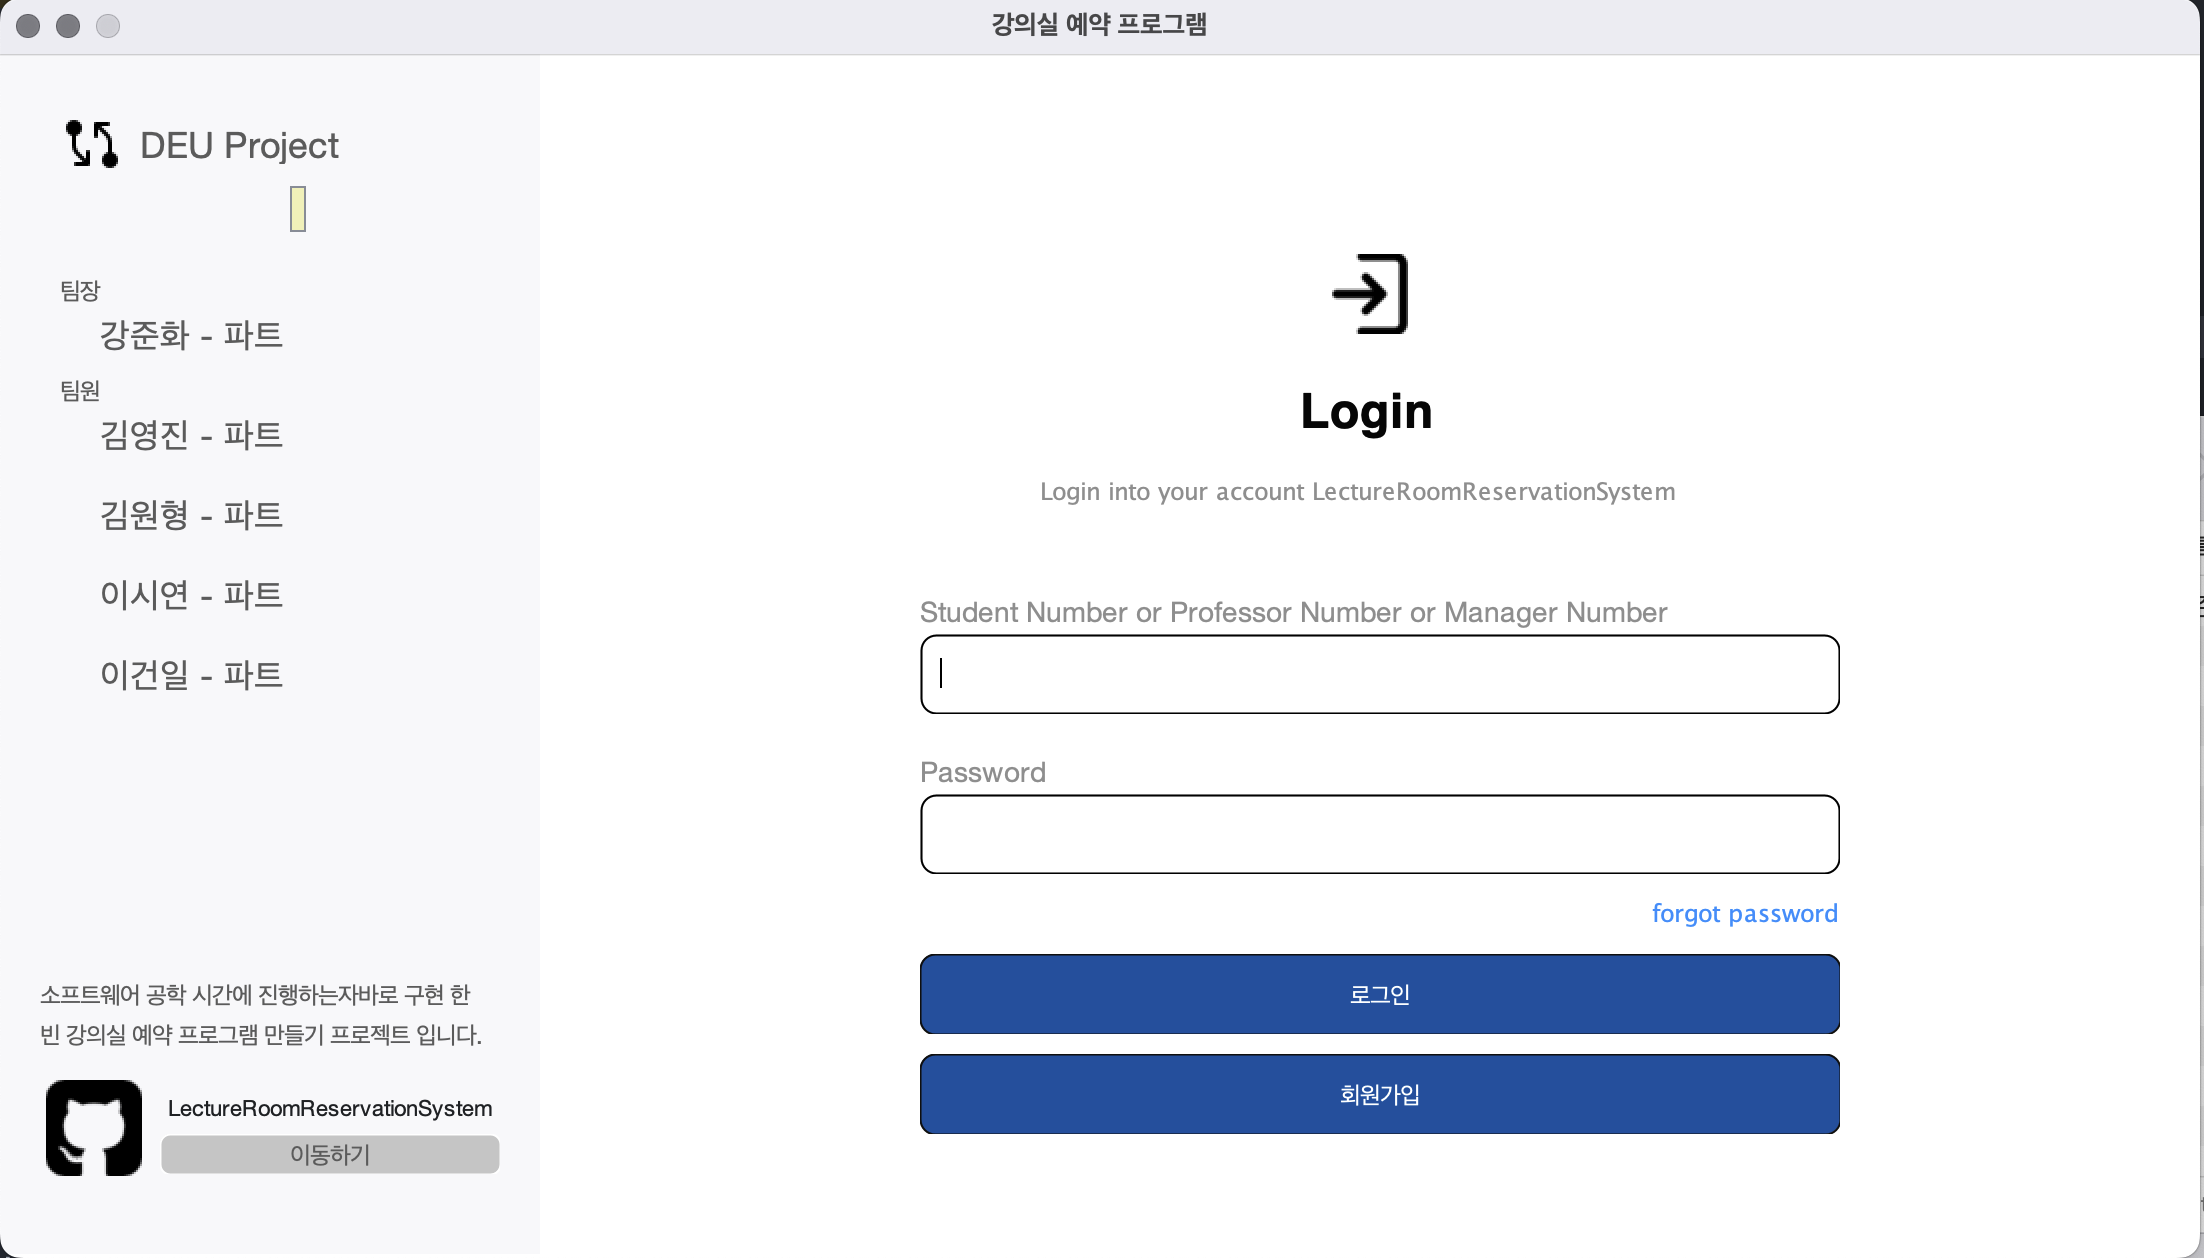 강의실 예약 프로그램
DEU Project
팀장
강준화 - 파트
팀원
김영진 - 파트
김원형 - 파트
이시연 - 파트
이건일 - 파트
소프트웨어 공학 시간에 진행하는자바로 구현 한
빈 강의실 예약 프로그램 만들기 프로젝트 입니다.
LectureRoomReservationSystem
이동하기
Login
Login into your account LectureRoomReservationSystem
Student Number or Professor Number or Manager Number
Password
forgot password
로그인
회원가입